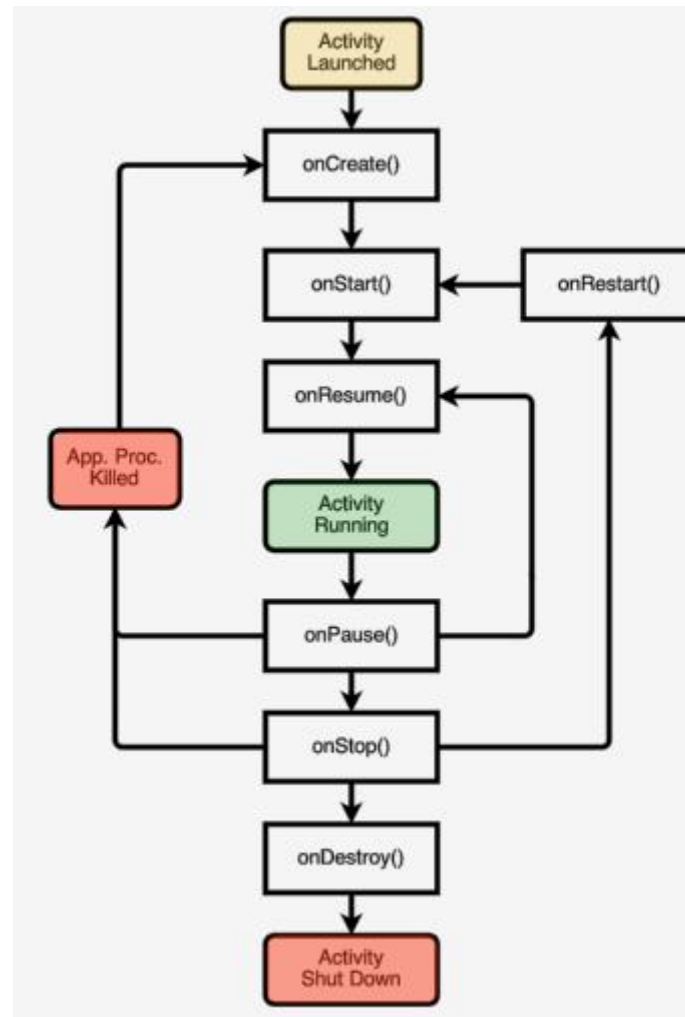 Activity
Launched
onCreate()
onStart()
onRestart()
onResume()
App. Proc.
Killed
Activity
Running
onPause()
onStop()
onDestroy()
Activity
Shut Down